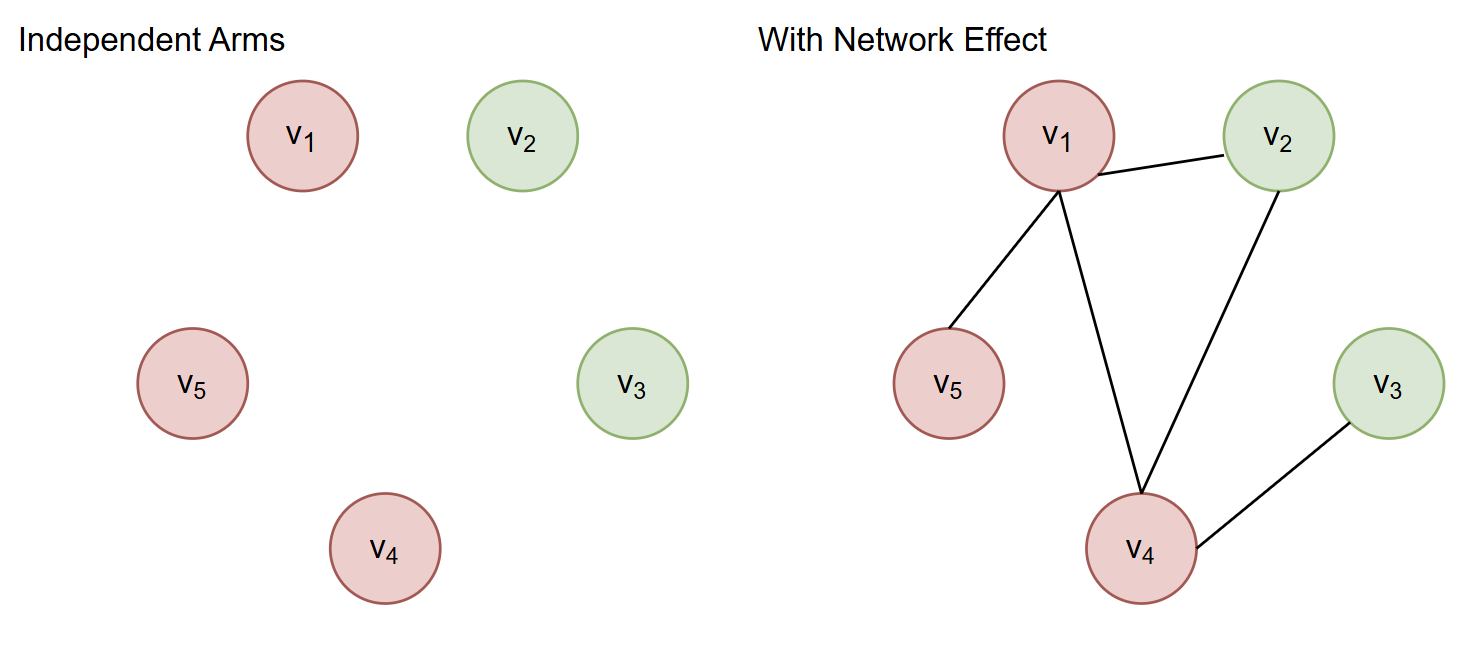 Independent Arms
v₁
v₂
v₅
v₃
v₄
With Network Effect
v₁
v₂
v₅
v₃
v₄